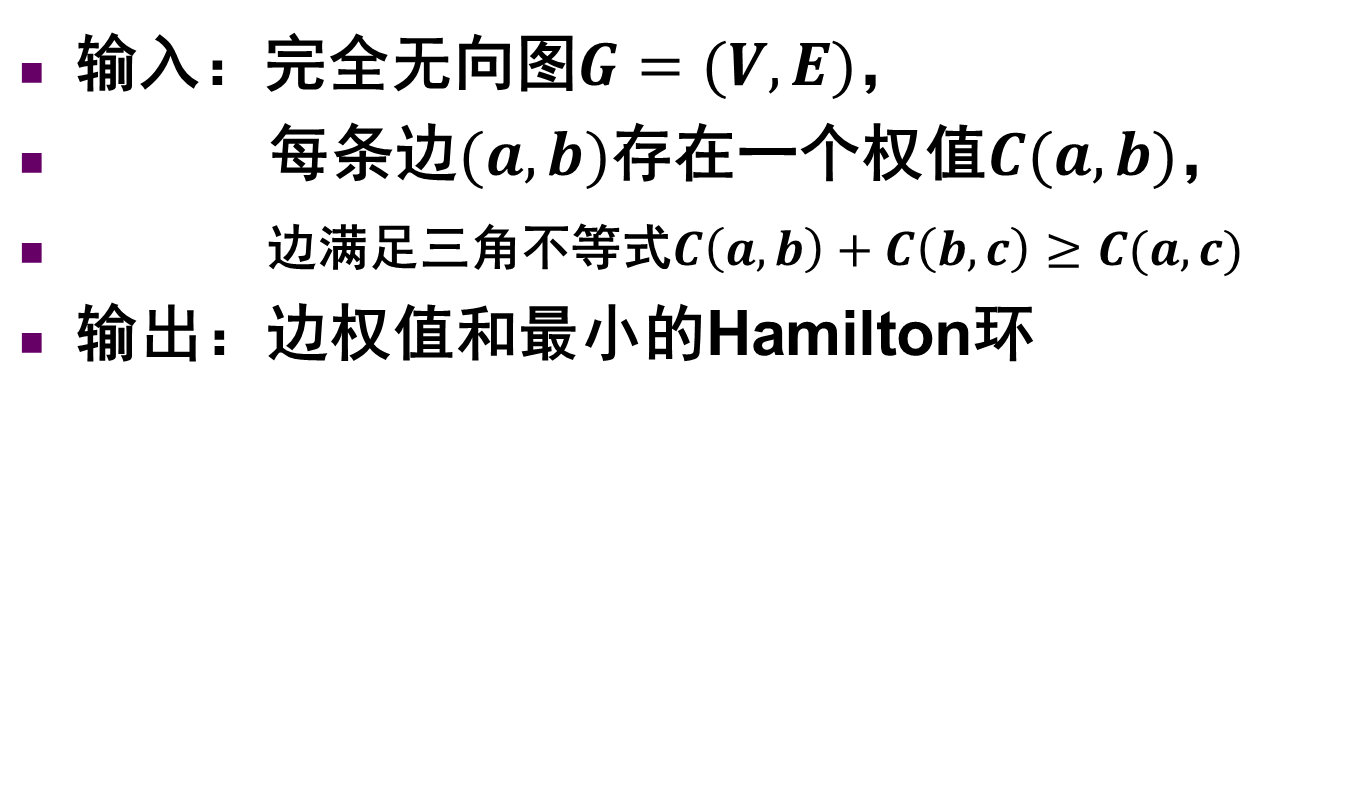 ■ 输入：完全无向图G = (V, E)，
■ 每条边(a, b)存在一个权值C(a, b)，
■ 边满足三角不等式C(a, b) + C(b, c) ≥ C(a, c)
■ 输出：边权值和最小的Hamilton环